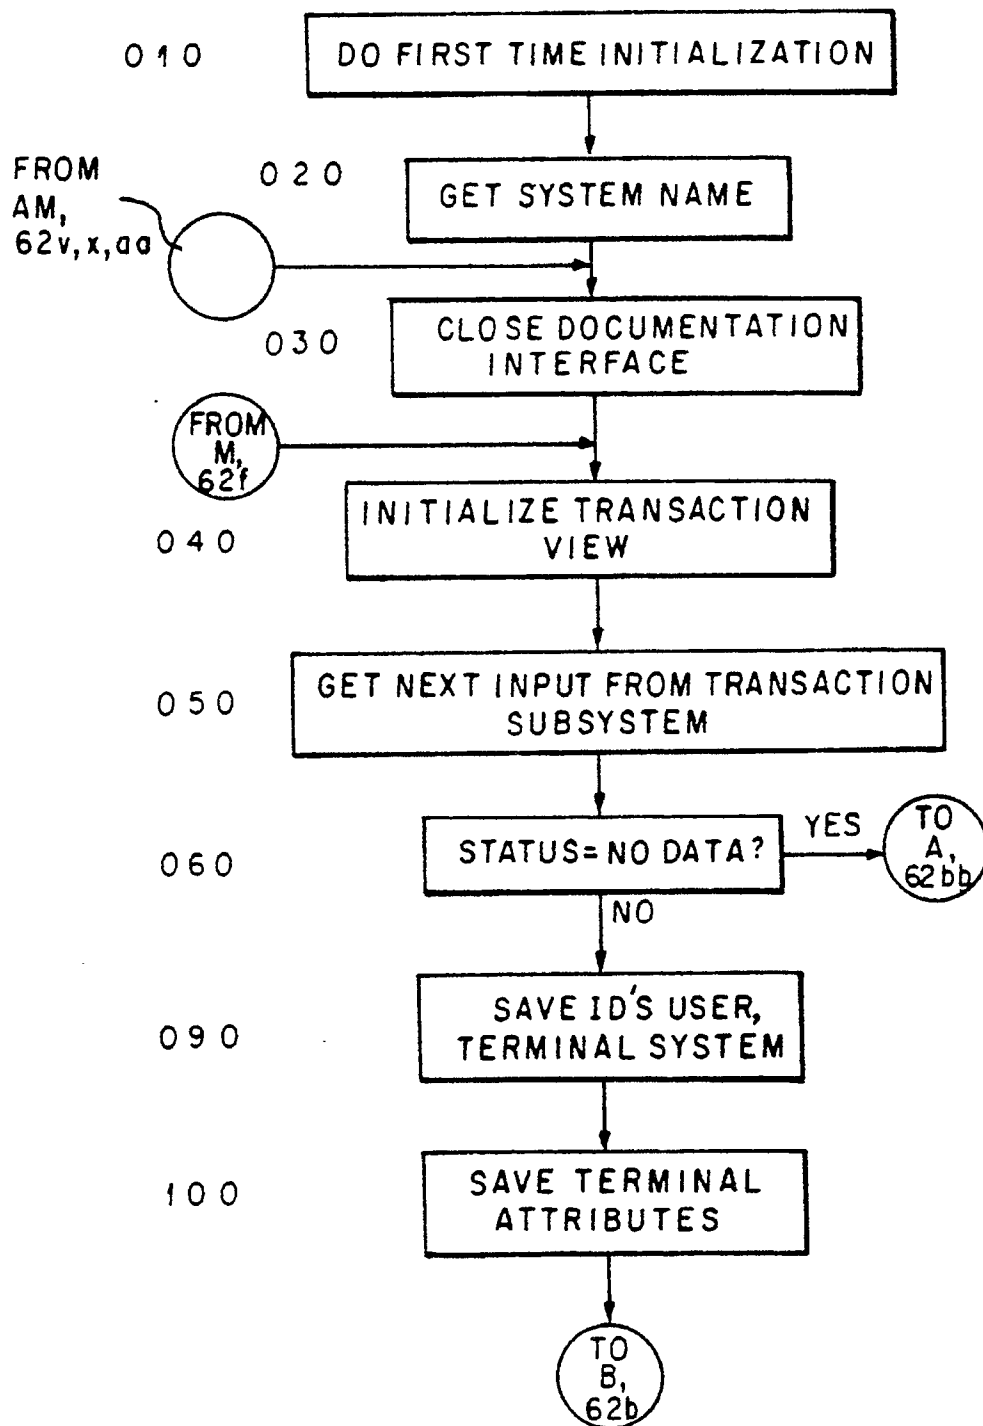 010
DO FIRST TIME INITIALIZATION
FROM
AM,
62v,x,aa
020
GET SYSTEM NAME
030
CLOSE DOCUMENTATION
INTERFACE
FROM
M,
62f
040
INITIALIZE TRANSACTION
VIEW
050
GET NEXT INPUT FROM TRANSACTION
SUBSYSTEM
060
STATUS=NO DATA?
YES
TO
A,
62bb
NO
090
SAVE ID'S USER,
TERMINAL SYSTEM
100
SAVE TERMINAL
ATTRIBUTES
TO
B,
62b